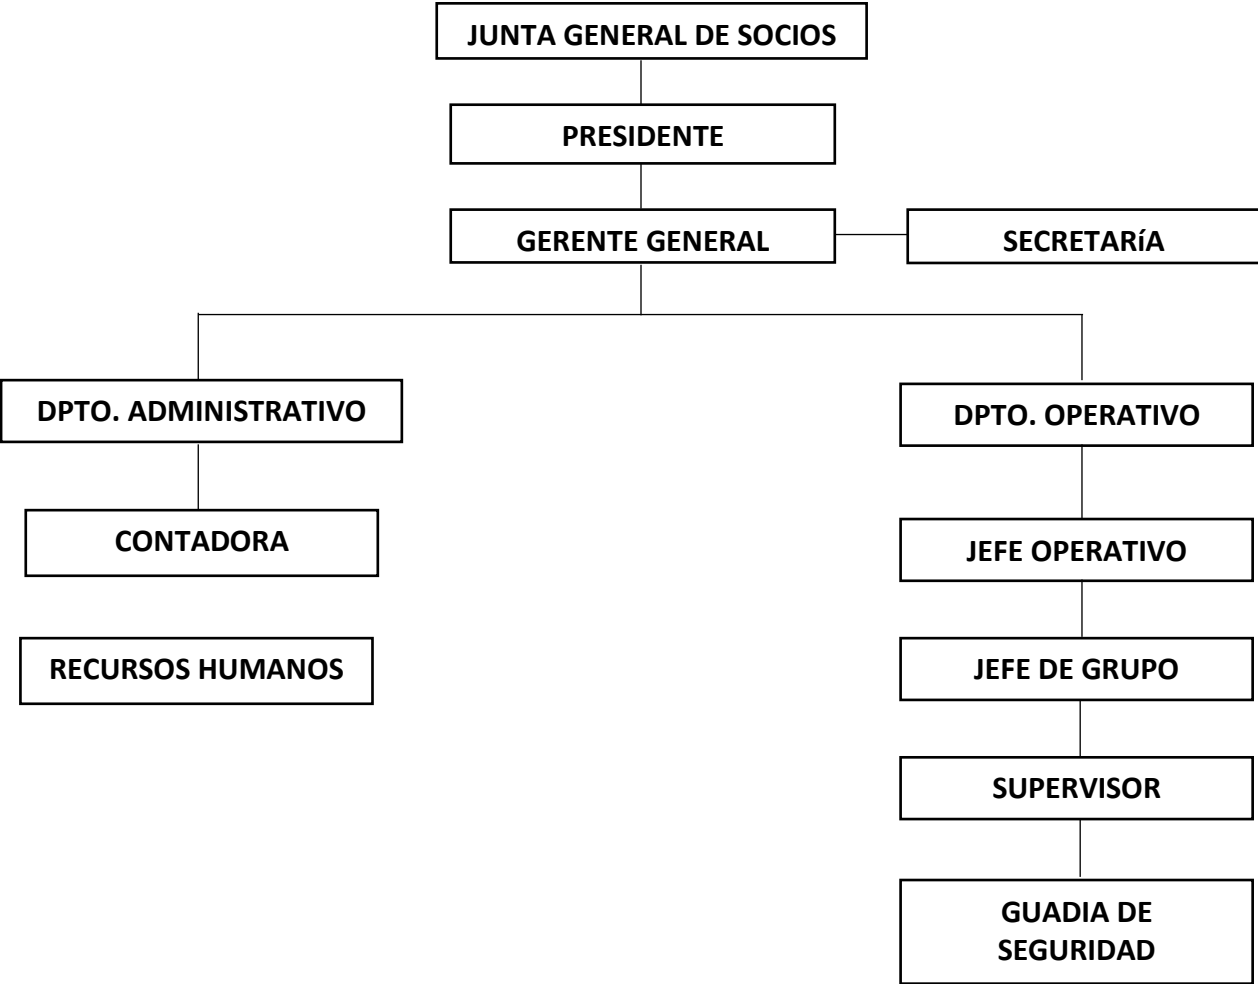 JUNTA GENERAL DE SOCIOS
PRESIDENTE
GERENTE GENERAL
SECRETARíA
DPTO. ADMINISTRATIVO
DPTO. OPERATIVO
CONTADORA
JEFE OPERATIVO
RECURSOS HUMANOS
JEFE DE GRUPO
SUPERVISOR
GUADIA DE
SEGURIDAD